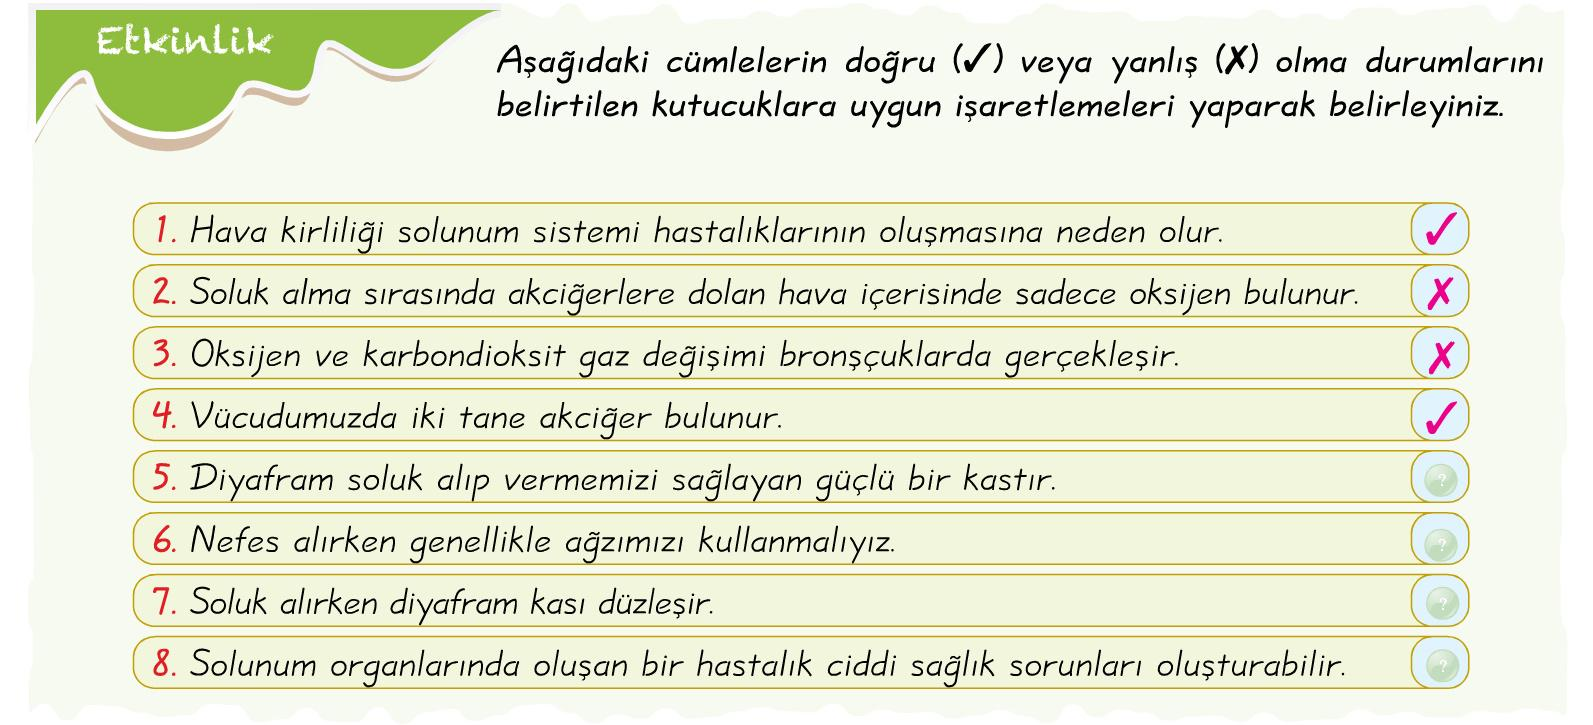 Etkinlik
Aşağıdaki cümlelerin doğru (✓) veya yanlış (✗) olma durumlarını
belirtilen kutucuklara uygun işaretlemeleri yaparak belirleyiniz.
1. Hava kirliliği solunum sistemi hastalıklarının oluşmasına neden olur. ✓
2. Soluk alma sırasında akciğerlere dolan hava içerisinde sadece oksijen bulunur. ✗
3. Oksijen ve karbondioksit gaz değişimi bronşçuklarda gerçekleşir. ✗
4. Vücudumuzda iki tane akciğer bulunur. ✓
5. Diyafram soluk alıp vermemizi sağlayan güçlü bir kastır. ?
6. Nefes alırken genellikle ağzımızı kullanmalıyız. ?
7. Soluk alırken diyafram kası düzleşir. ?
8. Solunum organlarında oluşan bir hastalık ciddi sağlık sorunları oluşturabilir. ?